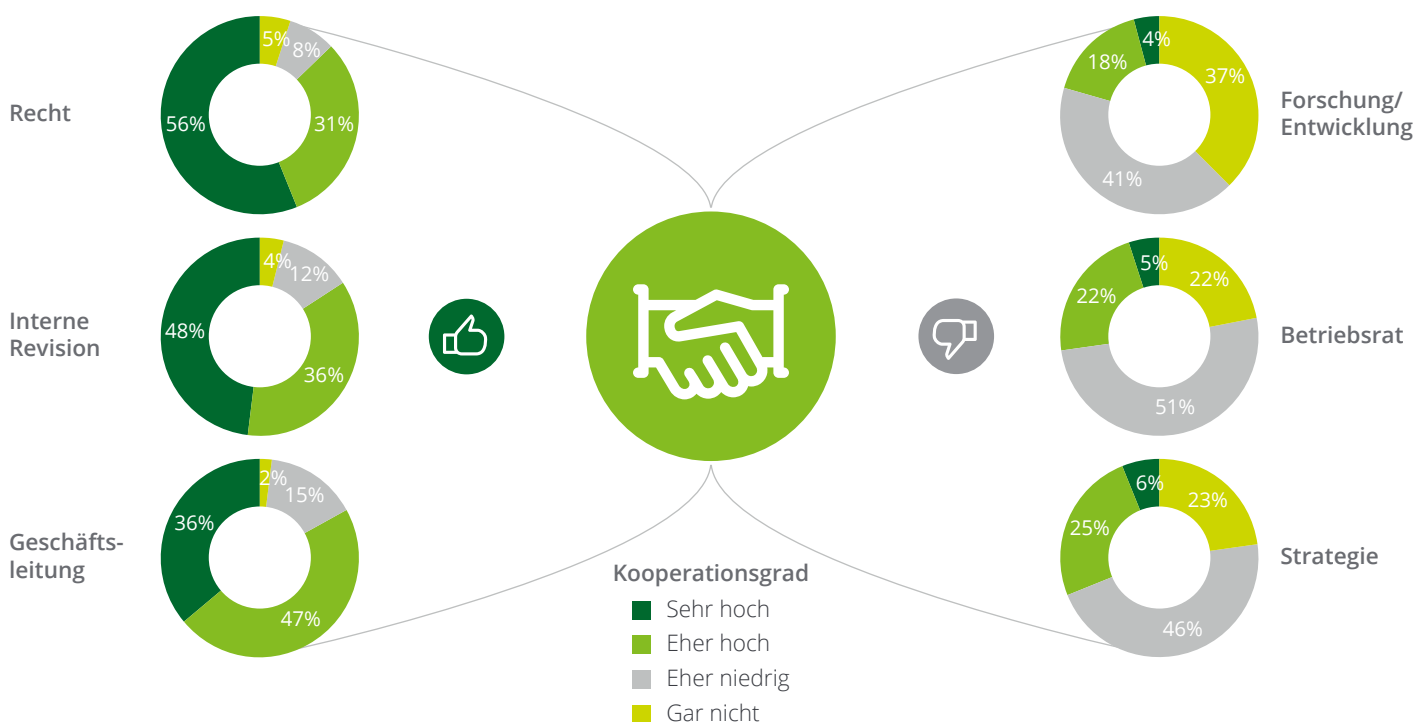 Recht
5%
8%
31%
56%
Interne
Revision
4%
12%
36%
48%
Geschäfts-
leitung
2%
15%
47%
36%
Forschung/
Entwicklung
4%
37%
41%
18%
Betriebsrat
5%
22%
51%
22%
Strategie
6%
23%
46%
25%
Kooperationsgrad
Sehr hoch
Eher hoch
Eher niedrig
Gar nicht